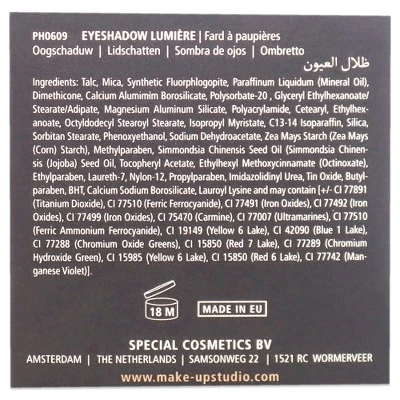 PH0609 EYESHADOW LUMIÈRE | Fard à paupières
Oogschaduw | Lidschatten | Sombra de ojos | Ombretto
ظلال العيون
Ingredients: Talc, Mica, Synthetic Fluorphlogopite, Paraffinum Liquidum (Mineral Oil),
Dimethicone, Calcium Alimumim Borosilicate, Polysorbate-20 , Glyceryl Ethylhexanoate/
Stearate/Adipate, Magnesium Aluminum Silicate, Polyacrylamide, Cetearyl, Ethylhex-
anoate, Octyldodecyl Stearoyl Stearate, Isopropyl Myristate, C13-14 Isoparaffin, Silica,
Sorbitan Stearate, Phenoxyethanol, Sodium Dehydroacetate, Zea Mays Starch (Zea Mays
(Corn) Starch), Methylparaben, Simmondsia Chinensis Seed Oil (Simmondsia Chinen-
sis (Jojoba) Seed Oil, Tocopheryl Acetate, Ethylhexyl Methoxycinnamate (Octinoxate),
Ethylparaben, Laureth-7, Nylon-12, Propylparaben, Imidazolidinyl Urea, Tin Oxide, Butyl-
paraben, BHT, Calcium Sodium Borosilicate, Lauroyl Lysine and may contain [+/- CI 77891
(Titanium Dioxide), CI 77510 (Ferric Ferrocyanide), CI 77491 (Iron Oxides), CI 77492 (Iron
Oxides), CI 77499 (Iron Oxides), CI 75470 (Carmine), CI 77007 (Ultramarines), CI 77510
(Ferric Ammonium Ferrocyanide), CI 19149 (Yellow 6 Lake), CI 42090 (Blue 1 Lake),
CI 77288 (Chromium Oxide Greens), CI 15850 (Red 7 Lake), CI 77289 (Chromium
Hydroxide Green), CI 15985 (Yellow 6 Lake), CI 15850 (Red 6 Lake), CI 77742 (Man-
ganese Violet)].
18 M MADE IN EU
SPECIAL COSMETICS BV
AMSTERDAM | THE NETHERLANDS | SAMSONWEG 22 | 1521 RC WORMERVEER
www.make-upstudio.com